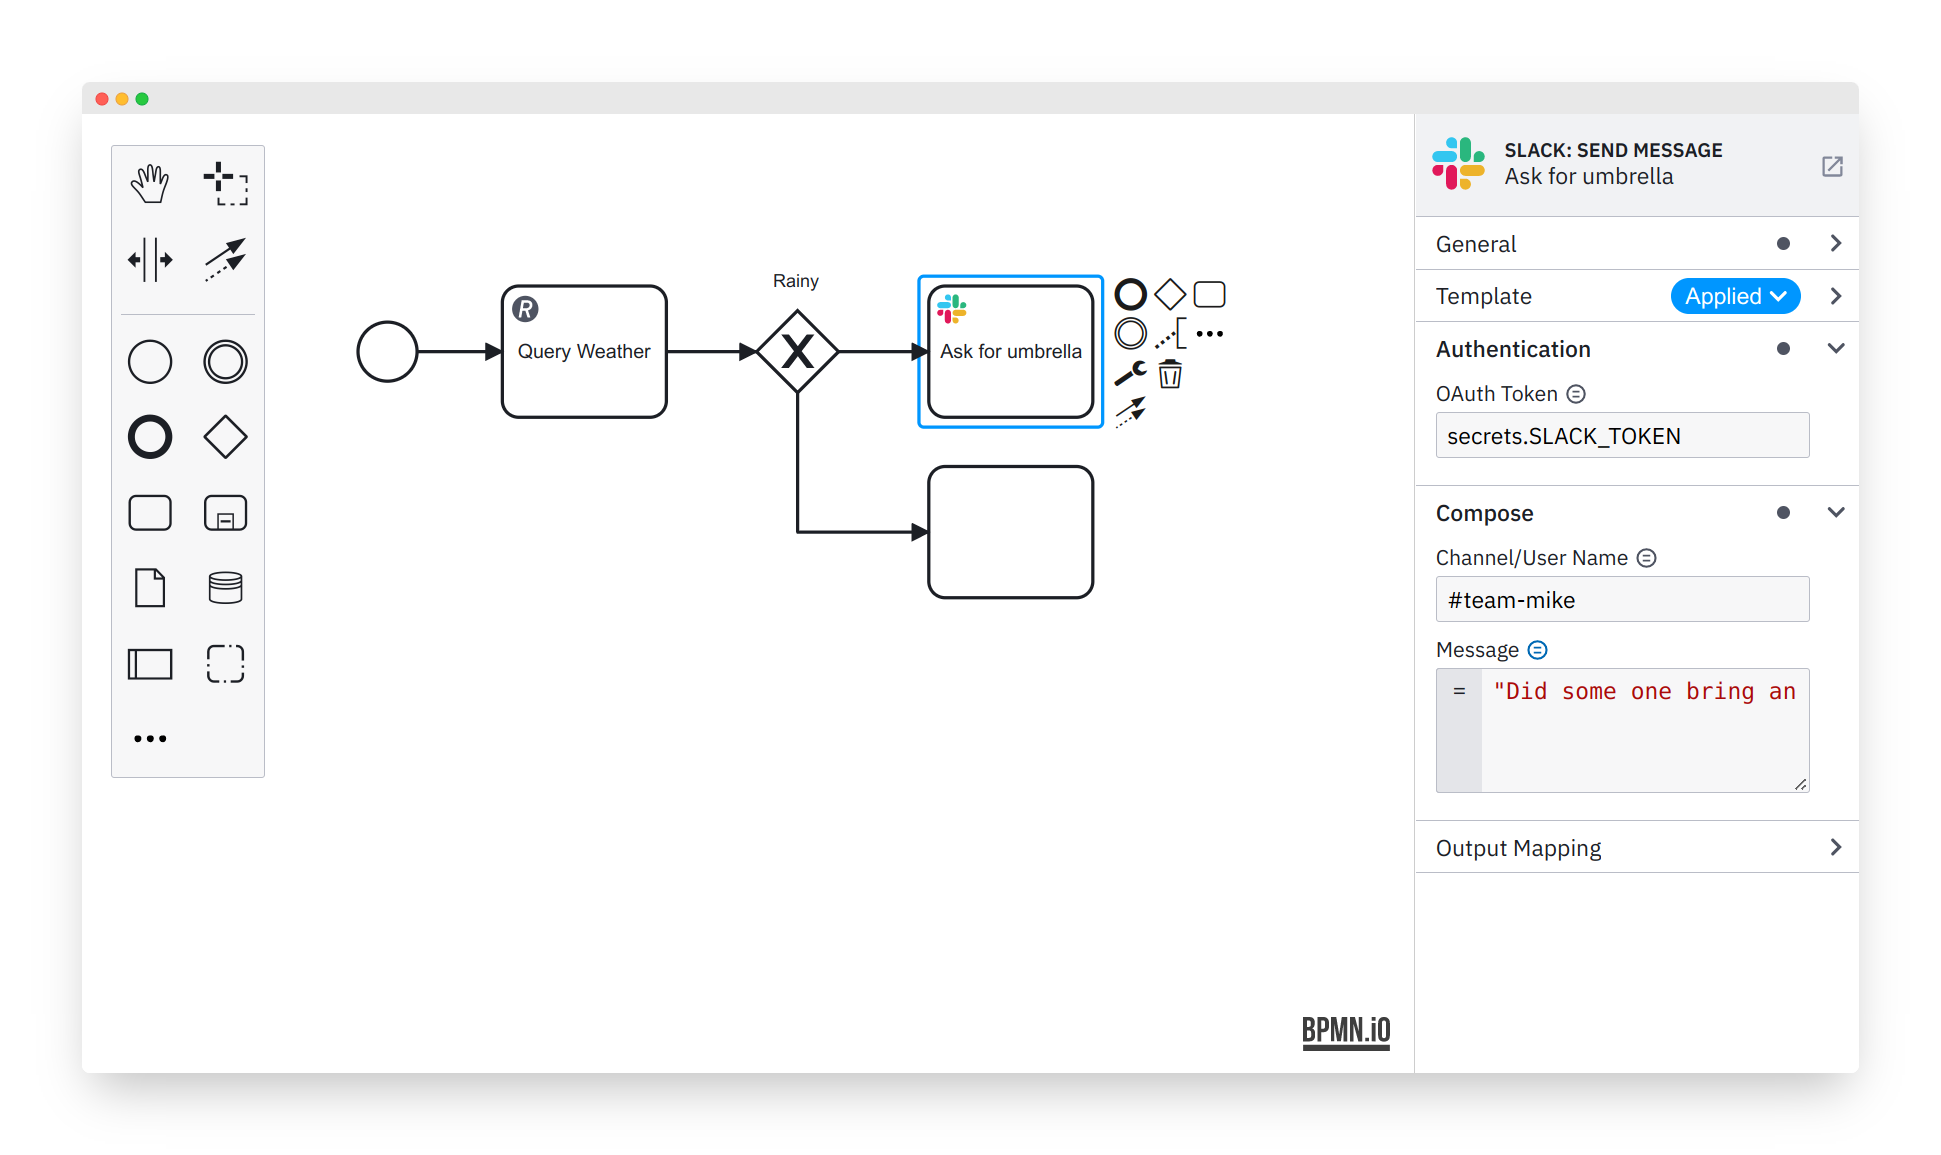 Rainy
Query Weather
Ask for umbrella
BPMN.iO
SLACK: SEND MESSAGE
Ask for umbrella
General
Template
Applied
Authentication
OAuth Token
secrets.SLACK_TOKEN
Compose
Channel/User Name
#team-mike
Message
= "Did some one bring an
Output Mapping